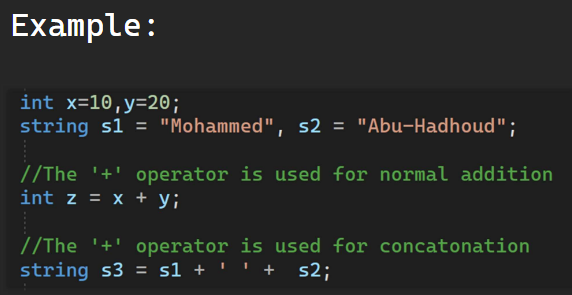 Example:
int x=10,y=20;
string s1 = "Mohammed", s2 = "Abu-Hadhoud";
//The '+' operator is used for normal addition
int z = x + y;
//The '+' operator is used for concatonation
string s3 = s1 + ' ' +  s2;